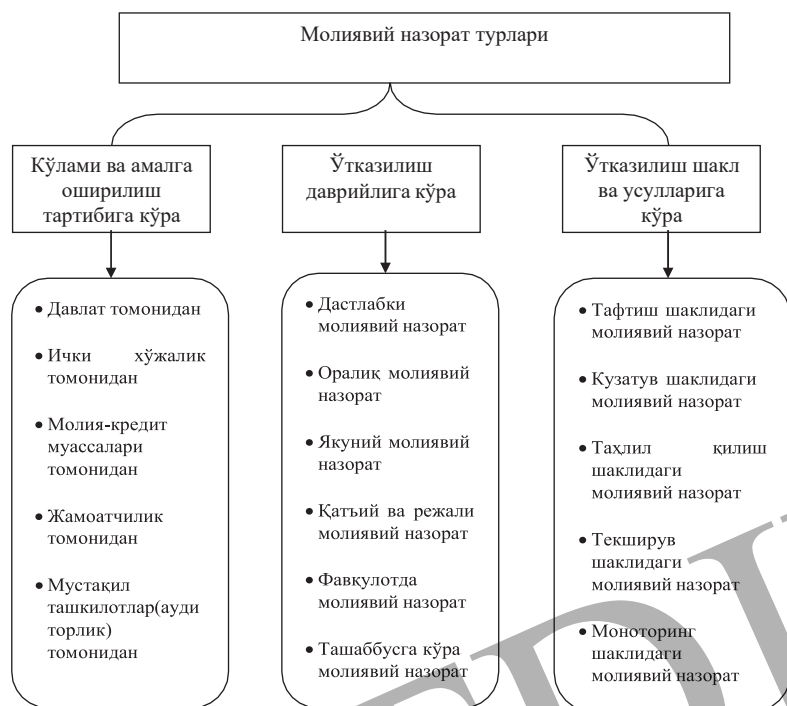 Молиявий назорат турлари
Кўлами ва амалга
оширилиш
тартибига кўра
• Давлат томонидан
• Ички хўжалик
томонидан
• Молия-кредит
муассалари
томонидан
• Жамоатчилик
томонидан
• Мустақил
ташкилотлар(ауди
торлик)
томонидан
Ўтказилиш
даврийлига кўра
• Дастлабки
молиявий назорат
• Оралиқ молиявий
назорат
• Якуний молиявий
назорат
• Қатъий ва режали
молиявий назорат
• Фавқулотда
молиявий назорат
• Ташаббусга кўра
молиявий назорат
Ўтказилиш шакл
ва усулларига
кўра
• Тафтиш шаклидаги
молиявий назорат
• Кузатув шаклидаги
молиявий назорат
• Таҳлил қилиш
шаклидаги
молиявий назорат
• Текширув
шаклидаги
молиявий назорат
• Моноторинг
шаклидаги
молиявий назорат